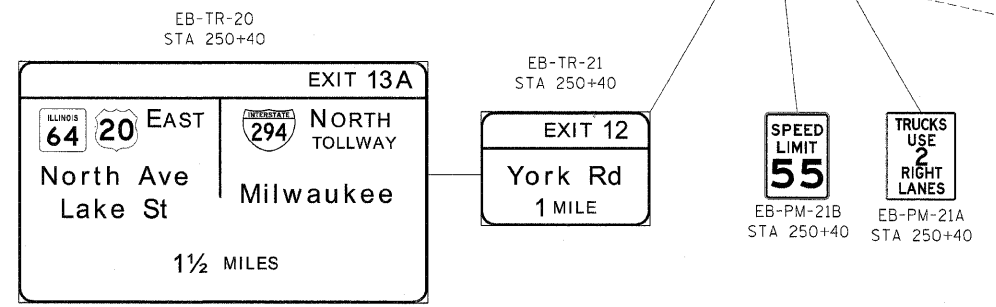 EB-TR-20
STA 250+40
EXIT 13A
ILLINOIS
64
20
EAST
INTERSTATE
294
NORTH
TOLLWAY
North Ave
Lake St
Milwaukee
1½ MILES
EB-TR-21
STA 250+40
EXIT 12
York Rd
1 MILE
SPEED
LIMIT
55
EB-PM-21B
STA 250+40
TRUCKS
USE
2
RIGHT
LANES
EB-PM-21A
STA 250+40